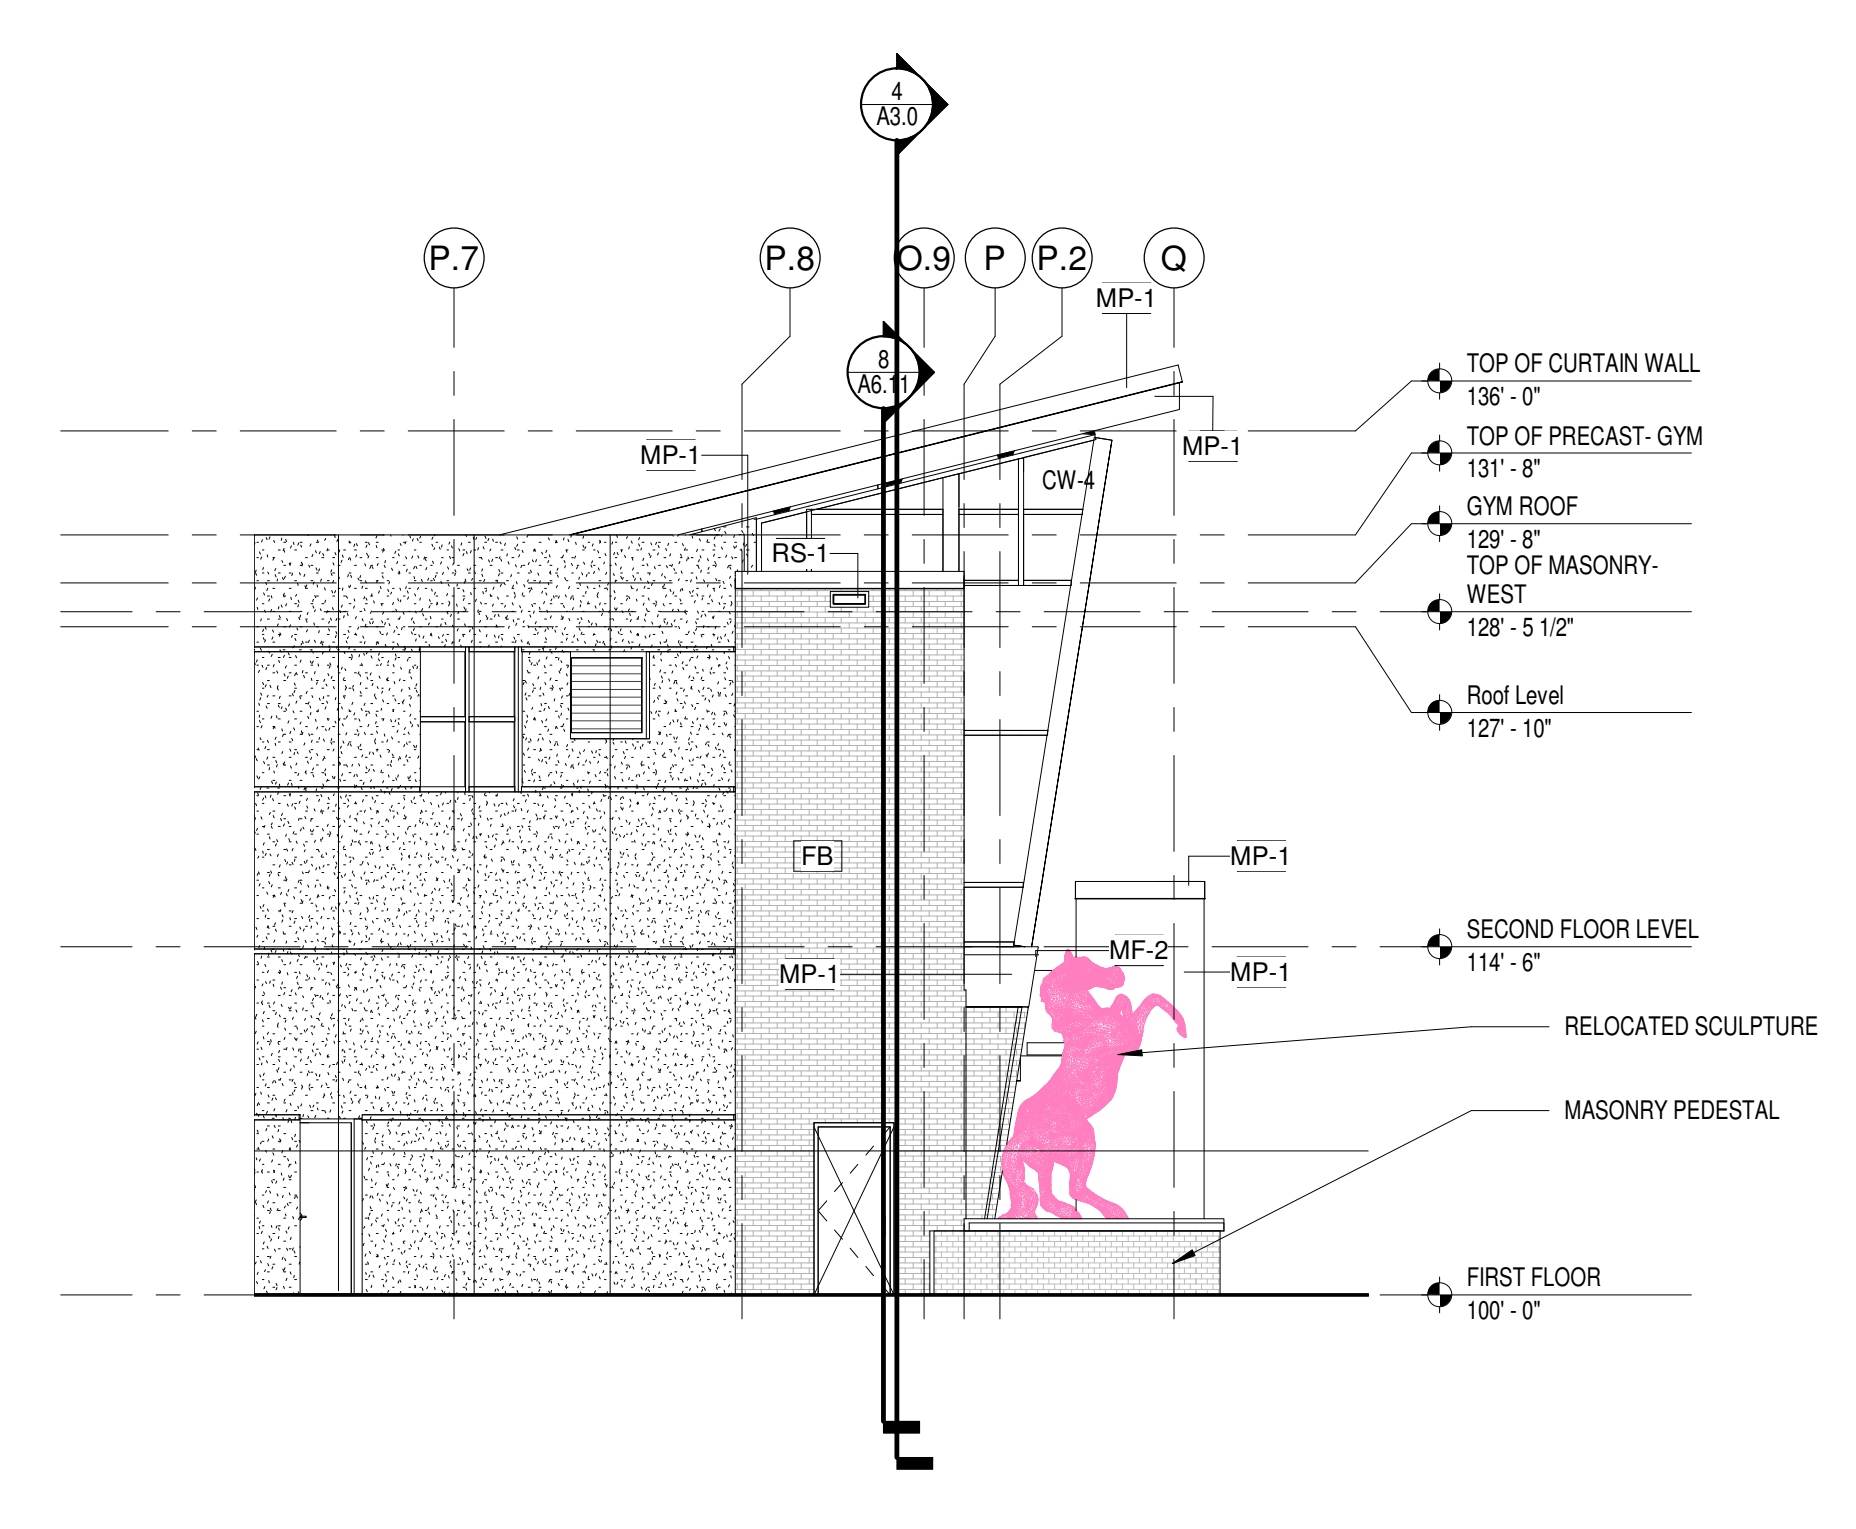 4
A3.0
P.7
P.8
O.9
P
P.2
Q
MP-1
8
A6.11
TOP OF CURTAIN WALL
136' - 0"
MP-1
MP-1
TOP OF PRECAST- GYM
131' - 8"
CW-4
GYM ROOF
129' - 8"
RS-1
TOP OF MASONRY-
WEST
128' - 5 1/2"
Roof Level
127' - 10"
FB
MP-1
SECOND FLOOR LEVEL
114' - 6"
MF-2
MP-1
MP-1
RELOCATED SCULPTURE
MASONRY PEDESTAL
FIRST FLOOR
100' - 0"